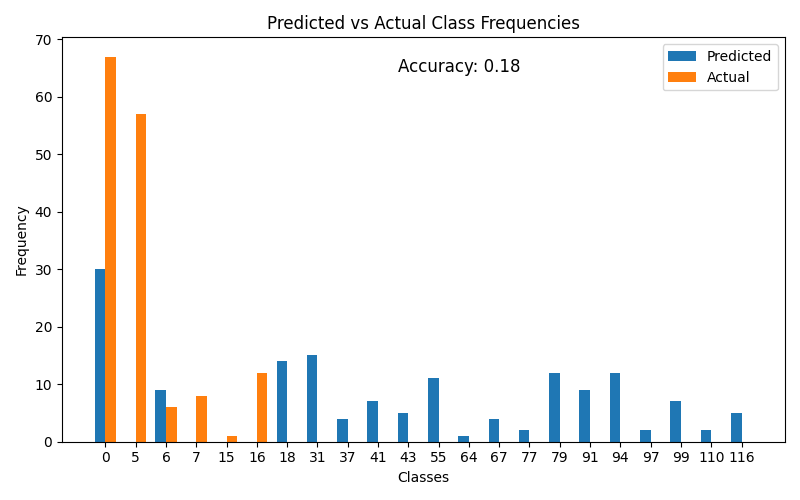 Predicted vs Actual Class Frequencies
Accuracy: 0.18
Predicted
Actual
Frequency
70
60
50
40
30
20
10
0
0 5 6 7 15 16 18 31 37 41 43 55 64 67 77 79 91 94 97 99 110 116
Classes